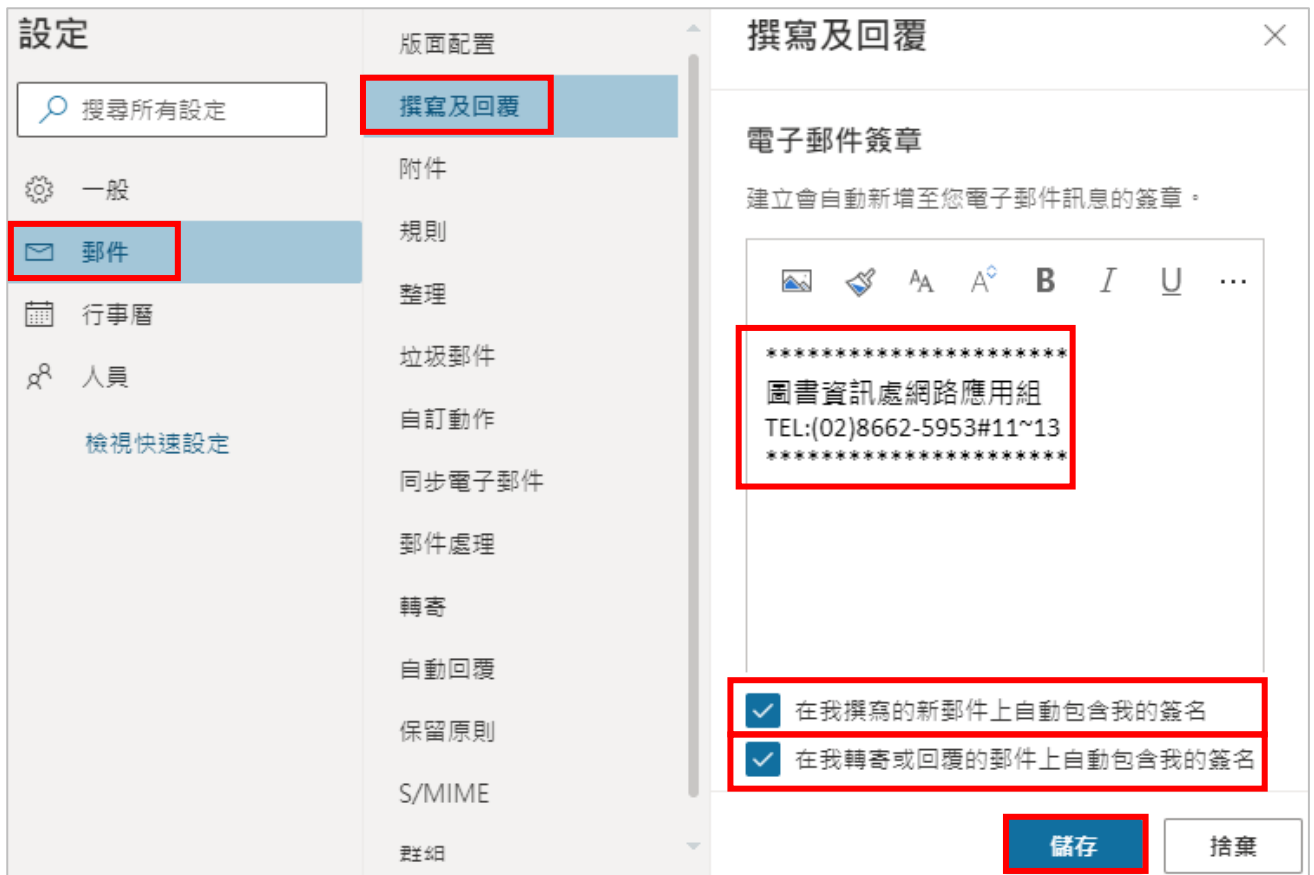 設定
搜尋所有設定
一般
郵件
行事曆
人員
檢視快速設定
版面配置
撰寫及回覆
附件
規則
整理
垃圾郵件
自訂動作
同步電子郵件
郵件處理
轉寄
自動回覆
保留原則
S/MIME
群組
撰寫及回覆
電子郵件簽章
建立會自動新增至您電子郵件訊息的簽章。
B I U ...
**********************
圖書資訊處網路應用組
TEL:(02)8662-5953#11~13
**********************
在我撰寫的新郵件上自動包含我的簽名
在我轉寄或回覆的郵件上自動包含我的簽名
儲存
捨棄